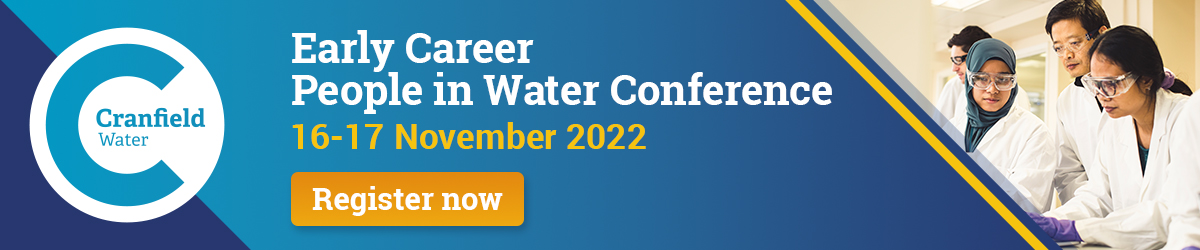 Cranfield
Water
Early Career
People in Water Conference
16-17 November 2022
Register now